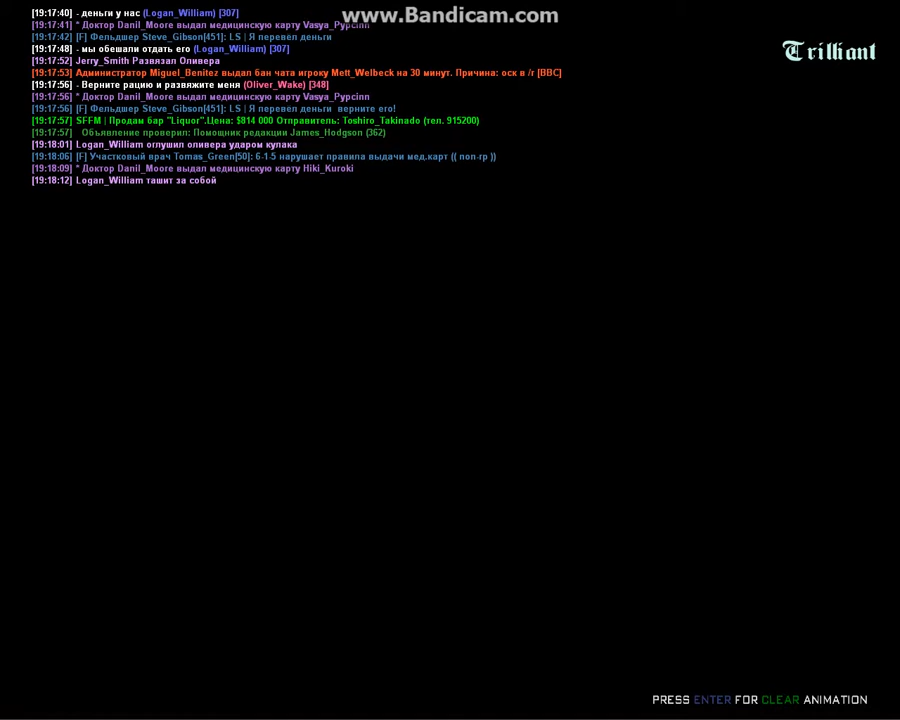 www.Bandicam.com
Trilliant
[19:17:40] - деньги у нас (Logan_William) [307]
[19:17:41] * Доктор Danil_Moore выдал медицинскую карту Vasya_Pypcinn
[19:17:42] [F] Фельдшер Steve_Gibson[451]: LS | Я перевел деньги
[19:17:48] - мы обешали отдать его (Logan_William) [307]
[19:17:52] Jerry_Smith Развязал Оливера
[19:17:53] Администратор Miguel_Benitez выдал бан чата игроку Mett_Welbeck на 30 минут. Причина: оск в /r [BBC]
[19:17:56] - Верните рацию и развяжите меня (Oliver_Wake) [348]
[19:17:56] * Доктор Danil_Moore выдал медицинскую карту Vasya_Pypcinn
[19:17:56] [F] Фельдшер Steve_Gibson[451]: LS | Я перевел деньги верните его!
[19:17:57] SFFM | Продам бар "Liquor".Цена: $814 000 Отправитель: Toshiro_Takinado (тел. 915200)
[19:17:57] Объявление проверил: Помощник редакции James_Hodgson (362)
[19:18:01] Logan_William оглушил оливера ударом кулака
[19:18:06] [F] Участковый врач Tomas_Green[50]: 6-1-5 нарушает правила выдачи мед.карт (( non-rp ))
[19:18:09] * Доктор Danil_Moore выдал медицинскую карту Hiki_Kuroki
[19:18:12] Logan_William ташит за собой
PRESS ENTER FOR CLEAR ANIMATION